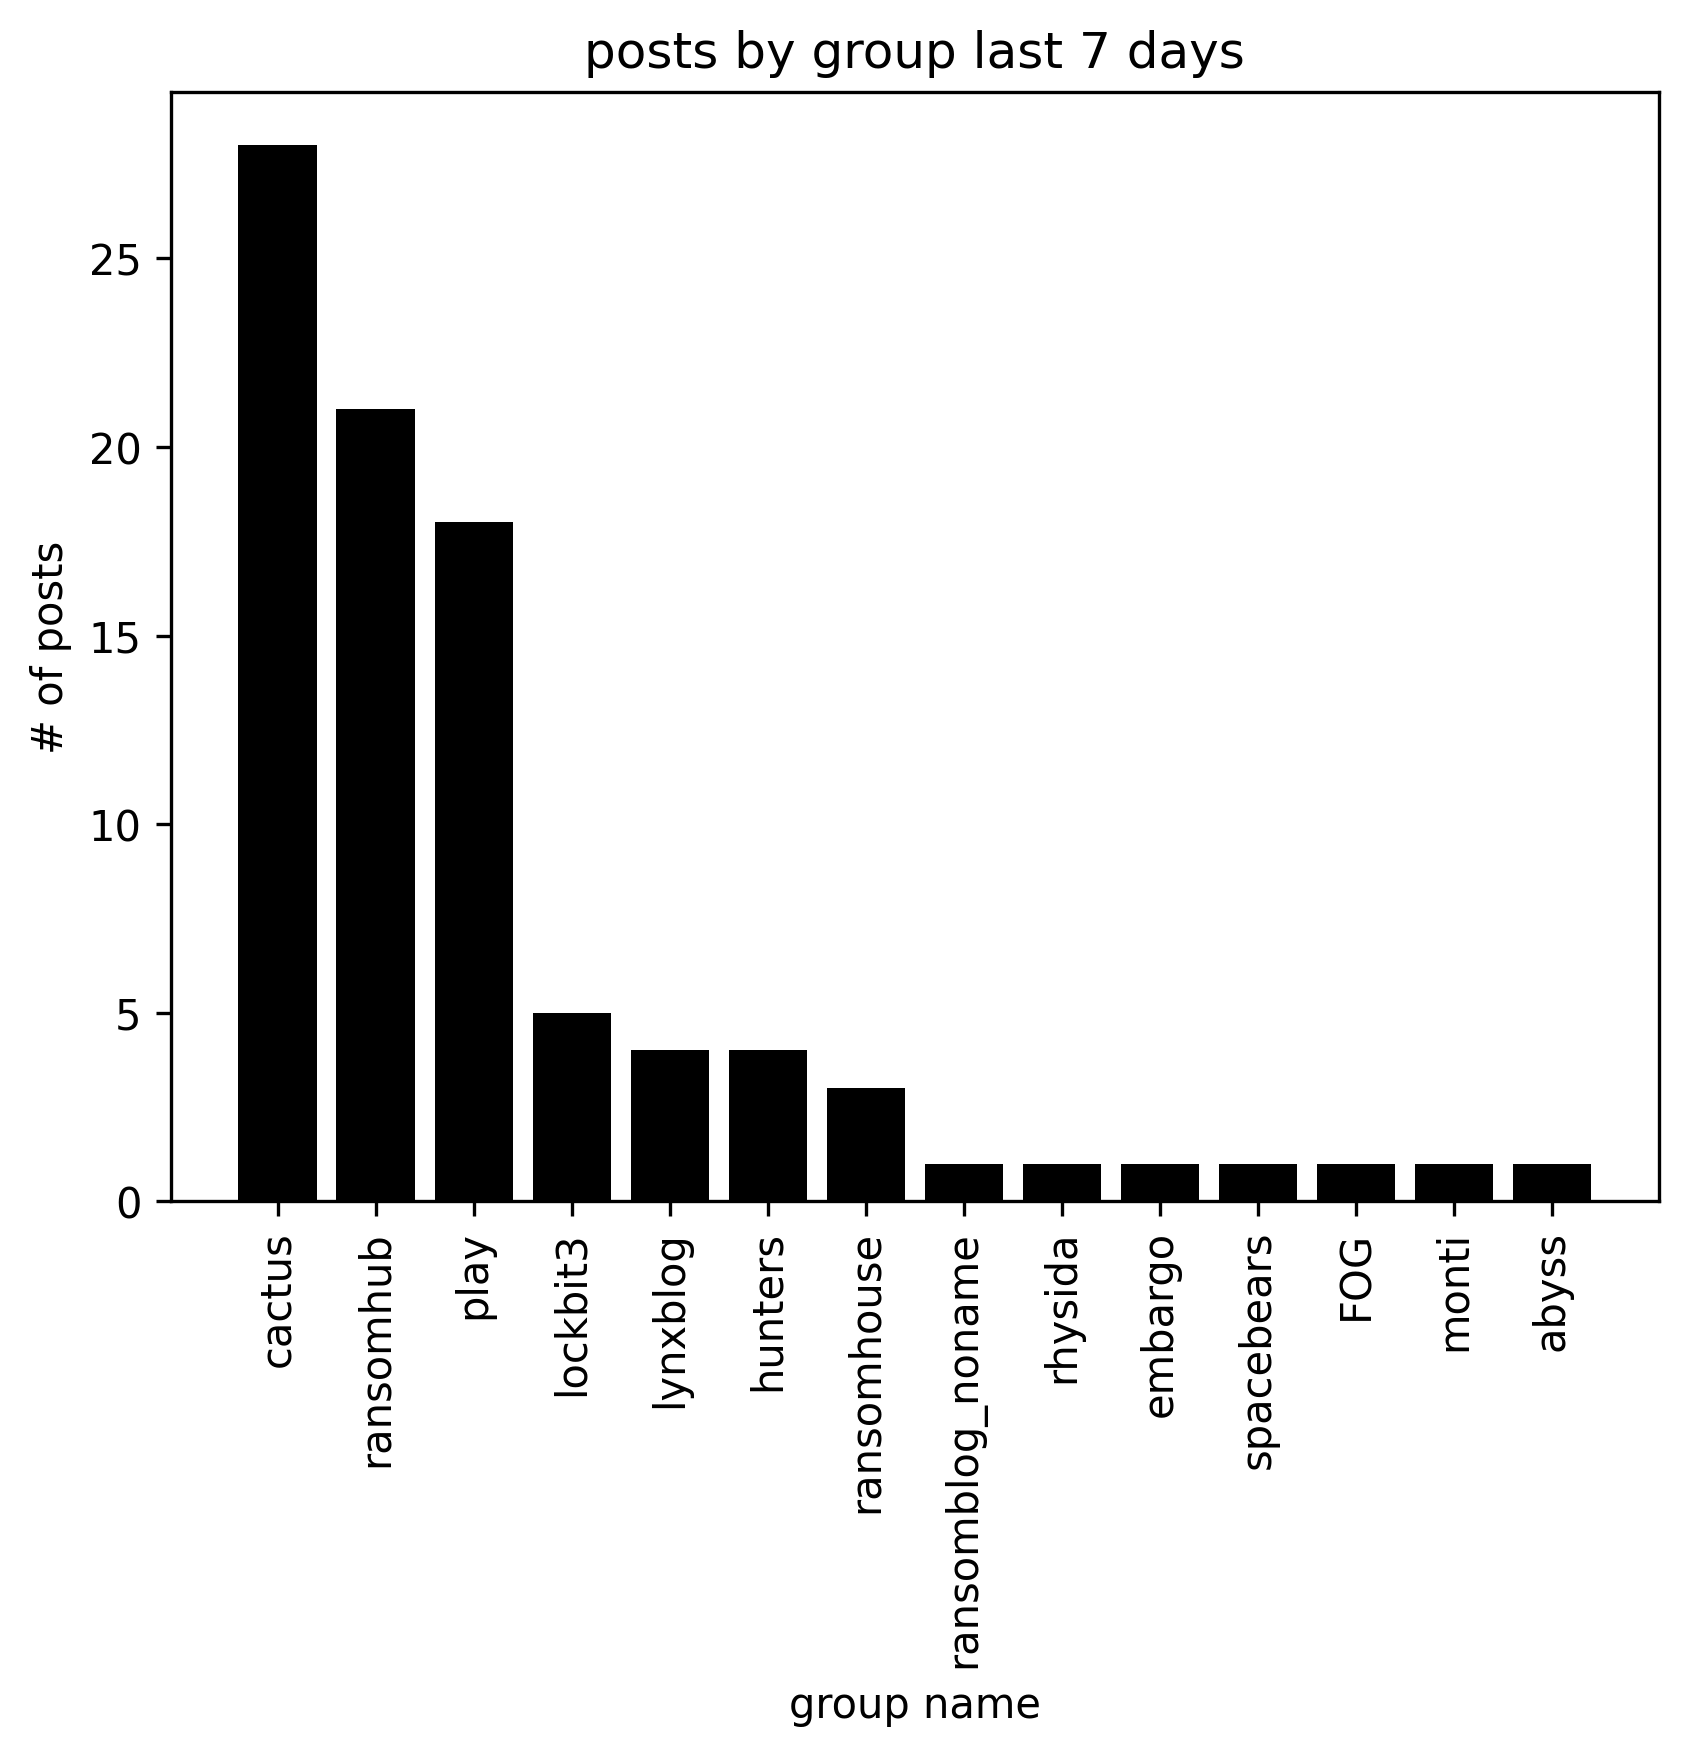 posts by group last 7 days
# of posts
25
20
15
10
5
0
cactus
ransomhub
play
lockbit3
lynxblog
hunters
ransomhouse
ransomblog_noname
rhysida
embargo
spacebears
FOG
monti
abyss
group name